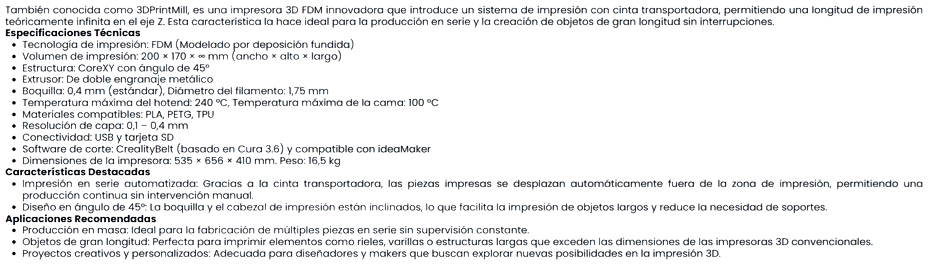 También conocida como 3DPrintMill, es una impresora 3D FDM innovadora que introduce un sistema de impresión con cinta transportadora, permitiendo una longitud de impresión
teóricamente infinita en el eje Z. Esta característica la hace ideal para la producción en serie y la creación de objetos de gran longitud sin interrupciones.
Especificaciones Técnicas
• Tecnología de impresión: FDM (Modelado por deposición fundida)
• Volumen de impresión: 200 × 170 × ∞ mm (ancho × alto × largo)
• Estructura: CoreXY con ángulo de 45°
• Extrusor: De doble engranaje metálico
• Boquilla: 0,4 mm (estándar), Diámetro del filamento: 1,75 mm
• Temperatura máxima del hotend: 240 °C, Temperatura máxima de la cama: 100 °C
• Materiales compatibles: PLA, PETG, TPU
• Resolución de capa: 0,1 – 0,4 mm
• Conectividad: USB y tarjeta SD
• Software de corte: CrealityBelt (basado en Cura 3.6) y compatible con ideaMaker
• Dimensiones de la impresora: 535 × 656 × 410 mm. Peso: 16,5 kg
Características Destacadas
• Impresión en serie automatizada: Gracias a la cinta transportadora, las piezas impresas se desplazan automáticamente fuera de la zona de impresión, permitiendo una
producción continua sin intervención manual.
• Diseño en ángulo de 45°: La boquilla y el cabezal de impresión están inclinados, lo que facilita la impresión de objetos largos y reduce la necesidad de soportes.
Aplicaciones Recomendadas
• Producción en masa: Ideal para la fabricación de múltiples piezas en serie sin supervisión constante.
• Objetos de gran longitud: Perfecta para imprimir elementos como rieles, varillas o estructuras largas que exceden las dimensiones de las impresoras 3D convencionales.
• Proyectos creativos y personalizados: Adecuada para diseñadores y makers que buscan explorar nuevas posibilidades en la impresión 3D.